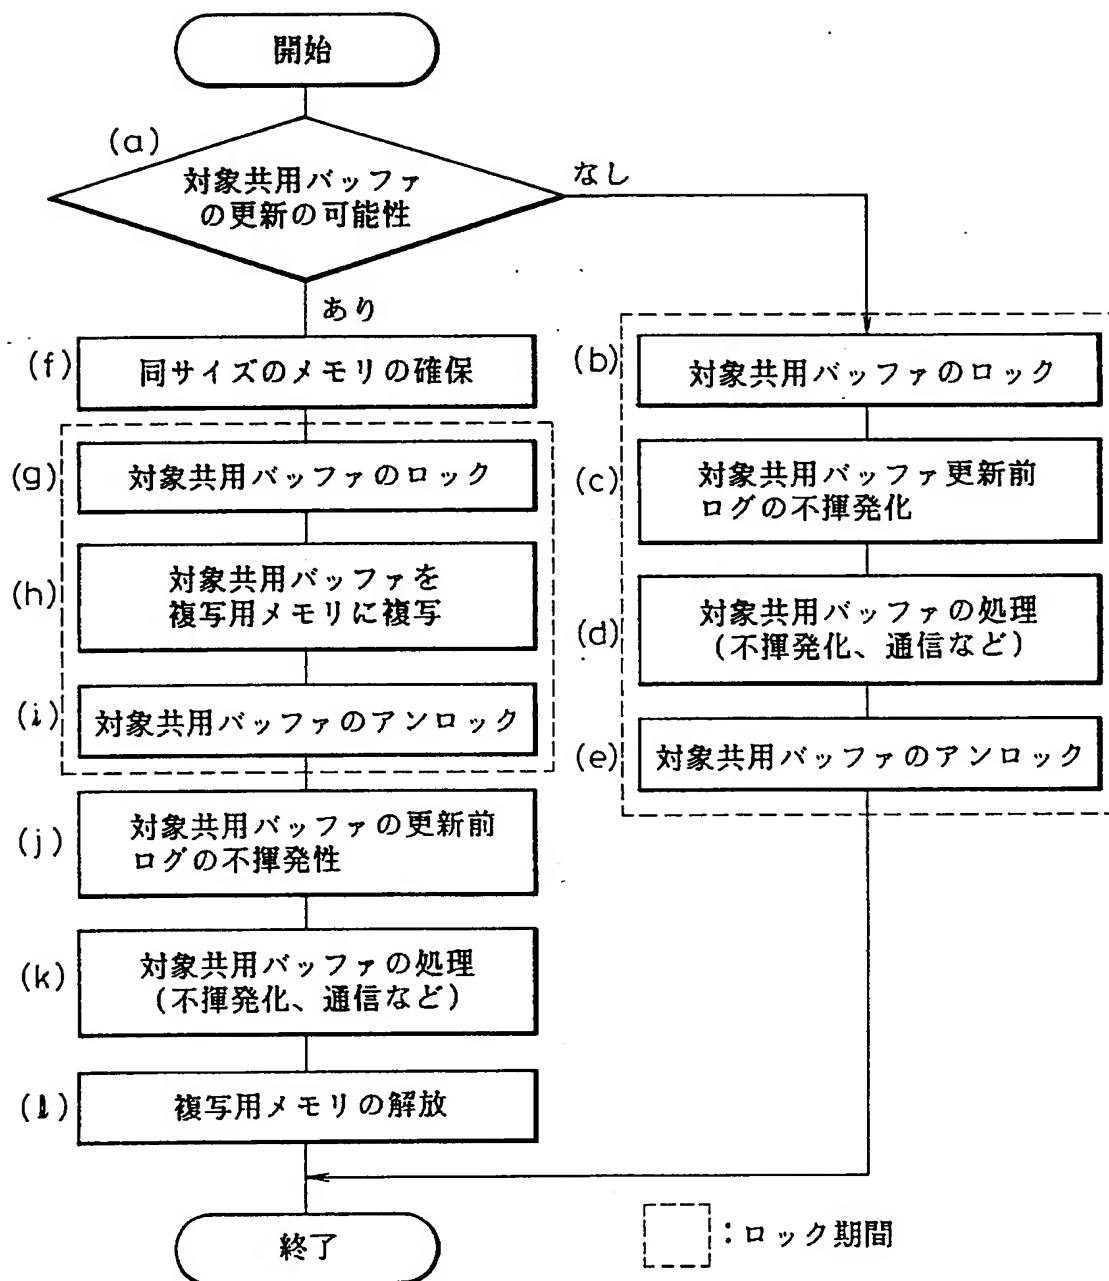 開始
(a)
対象共用バッファ
の更新の可能性
なし
あり
(f)
同サイズのメモリの確保
(g)
対象共用バッファのロック
(h)
対象共用バッファを
複写用メモリに複写
(i)
対象共用バッファのアンロック
(j)
対象共用バッファの更新前
ログの不揮発性
(k)
対象共用バッファの処理
(不揮発化、通信など)
(l)
複写用メモリの解放
(b)
対象共用バッファのロック
(c)
対象共用バッファ更新前
ログの不揮発化
(d)
対象共用バッファの処理
(不揮発化、通信など)
(e)
対象共用バッファのアンロック
終了
:ロック期間